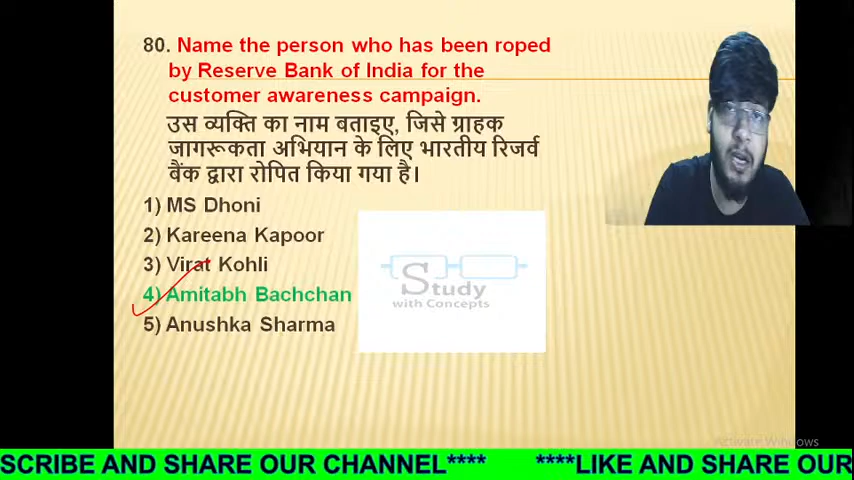 80. Name the person who has been roped
by Reserve Bank of India for the
customer awareness campaign.
उस व्यक्ति का नाम बताइए, जिसे ग्राहक
जागरूकता अभियान के लिए भारतीय रिजर्व
बैंक द्वारा रोपित किया गया है।
1) MS Dhoni
2) Kareena Kapoor
3) Virat Kohli
4) Amitabh Bachchan
5) Anushka Sharma
Study
with Concepts
Activate Windows
SCRIBE AND SHARE OUR CHANNEL**** ****LIKE AND SHARE OUR